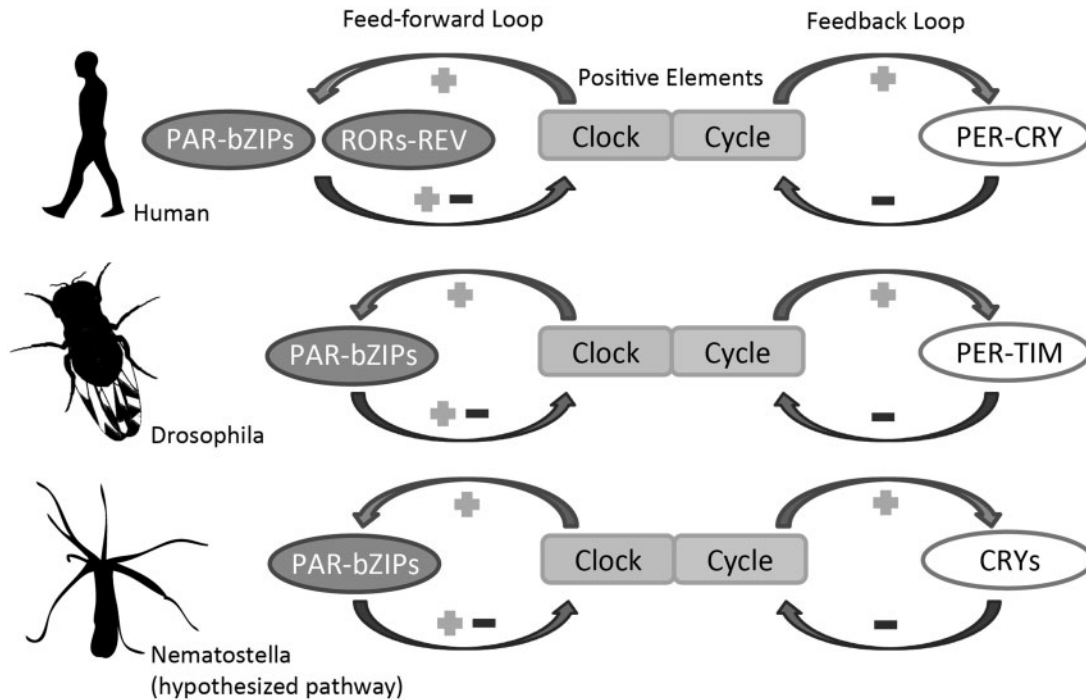 Feed-forward Loop
Feedback Loop
Positive Elements
PAR-bZIPs
RORs-REV
Clock
Cycle
PER-CRY
Human
PAR-bZIPs
Clock
Cycle
PER-TIM
Drosophila
PAR-bZIPs
Clock
Cycle
CRYs
Nematostella
(hypothesized pathway)